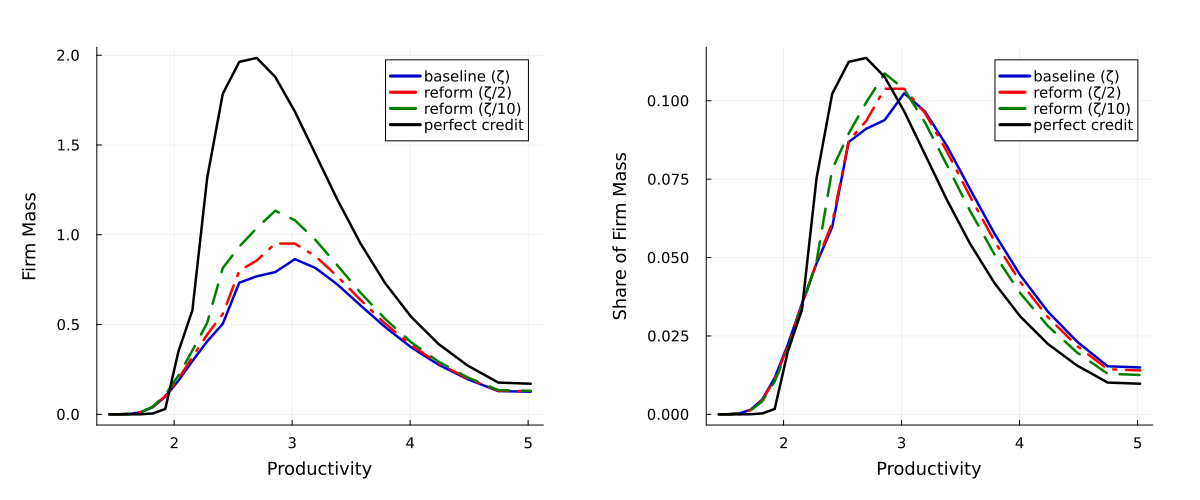 Firm Mass
2.0
1.5
1.0
0.5
0.0
2 3 4 5
Productivity
baseline (ζ)
reform (ζ/2)
reform (ζ/10)
perfect credit
Share of Firm Mass
0.100
0.075
0.050
0.025
0.000
2 3 4 5
Productivity
baseline (ζ)
reform (ζ/2)
reform (ζ/10)
perfect credit